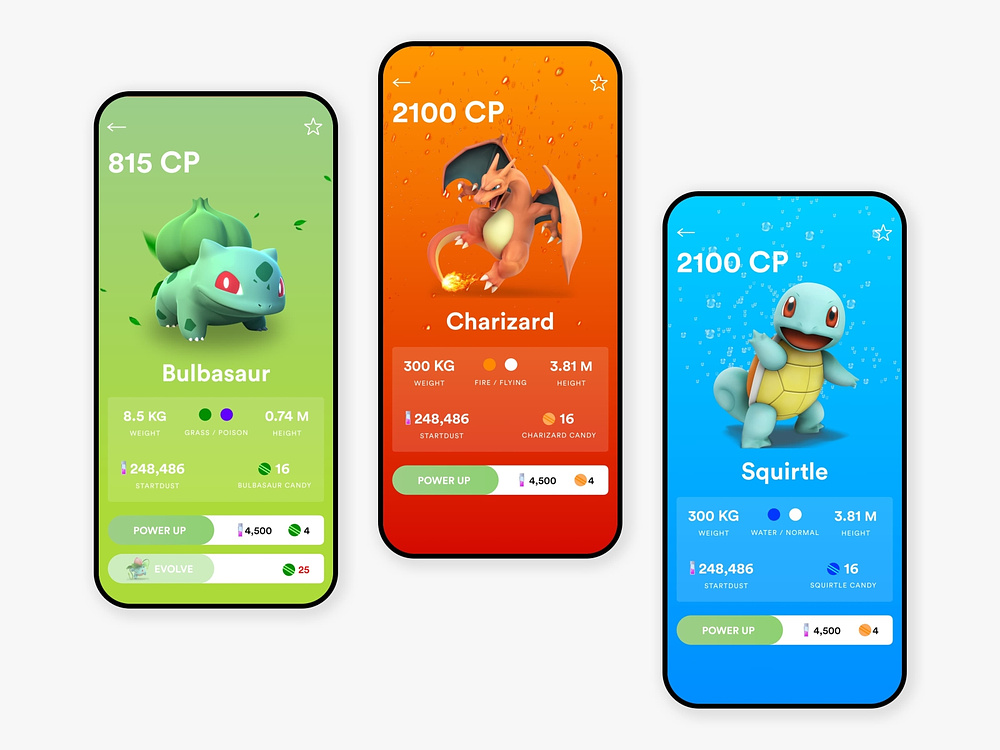 815 CP
Bulbasaur
8.5 KG
WEIGHT
GRASS / POISON
0.74 M
HEIGHT
248,486
STARTDUST
16
BULBASAUR CANDY
POWER UP
4,500
4
EVOLVE
25
2100 CP
Charizard
300 KG
WEIGHT
FIRE / FLYING
3.81 M
HEIGHT
248,486
STARTDUST
16
CHARIZARD CANDY
POWER UP
4,500
4
2100 CP
Squirtle
300 KG
WEIGHT
WATER / NORMAL
3.81 M
HEIGHT
248,486
STARTDUST
16
SQUIRTLE CANDY
POWER UP
4,500
4